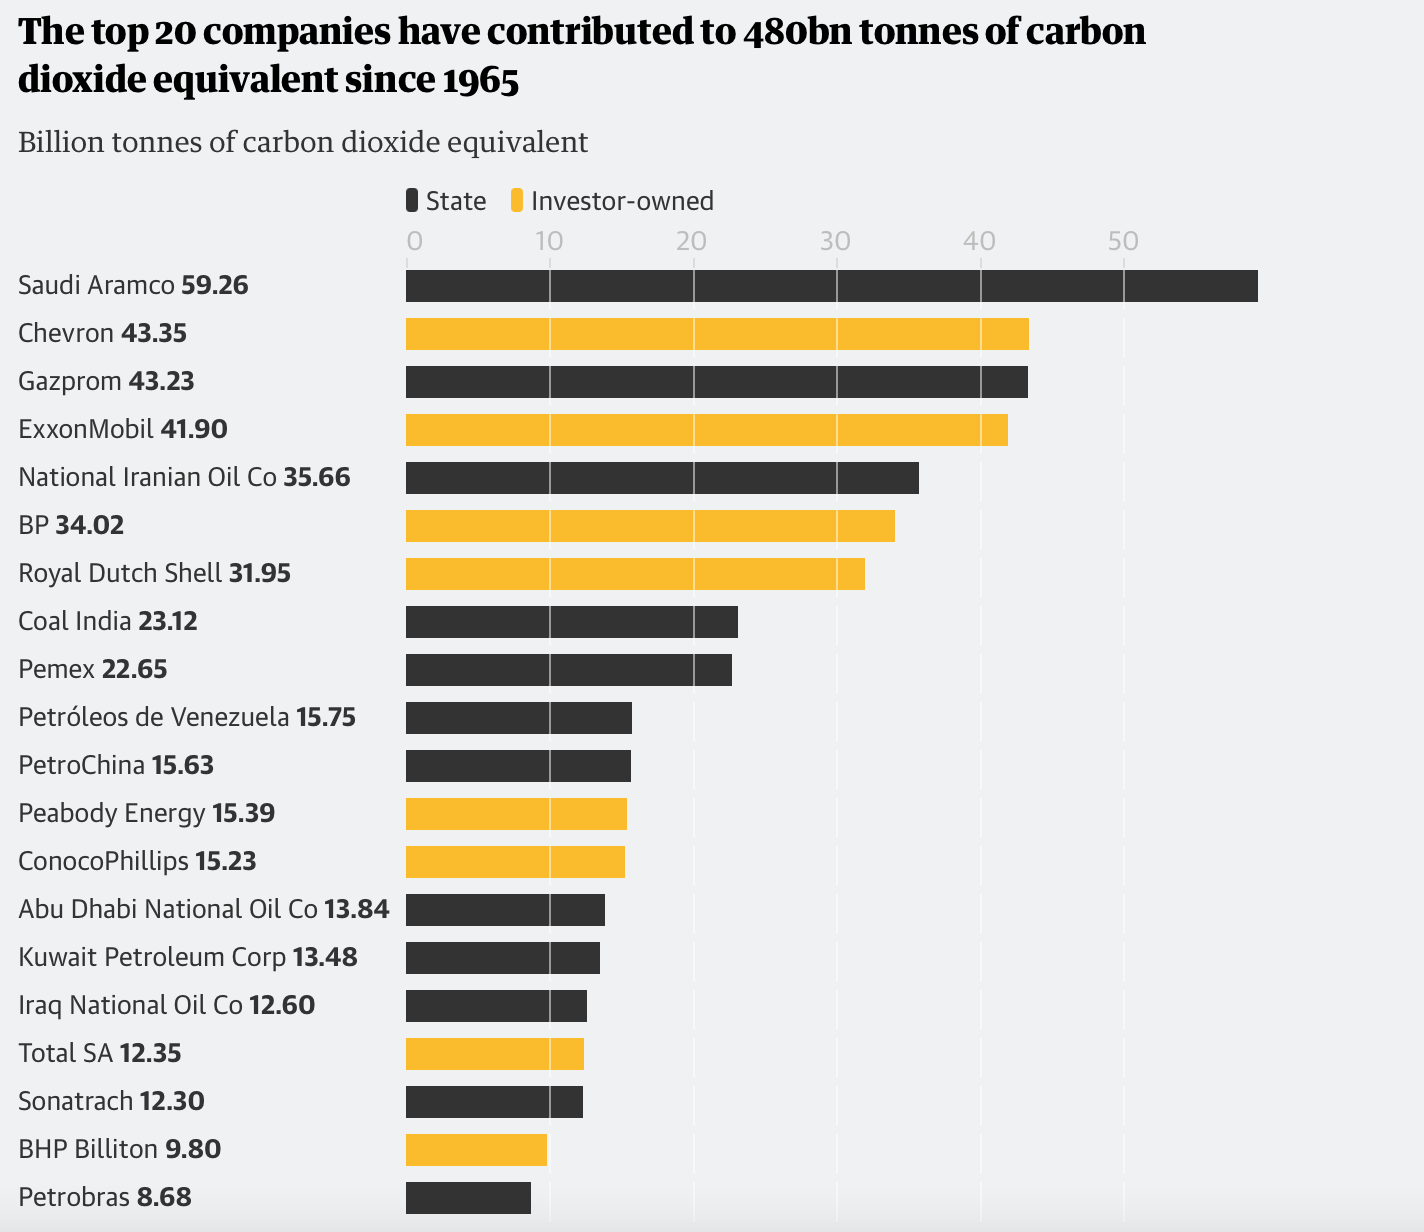 The top 20 companies have contributed to 480bn tonnes of carbon
dioxide equivalent since 1965
Billion tonnes of carbon dioxide equivalent
State Investor-owned
0 10 20 30 40 50
Saudi Aramco 59.26
Chevron 43.35
Gazprom 43.23
ExxonMobil 41.90
National Iranian Oil Co 35.66
BP 34.02
Royal Dutch Shell 31.95
Coal India 23.12
Pemex 22.65
Petróleos de Venezuela 15.75
PetroChina 15.63
Peabody Energy 15.39
ConocoPhillips 15.23
Abu Dhabi National Oil Co 13.84
Kuwait Petroleum Corp 13.48
Iraq National Oil Co 12.60
Total SA 12.35
Sonatrach 12.30
BHP Billiton 9.80
Petrobras 8.68